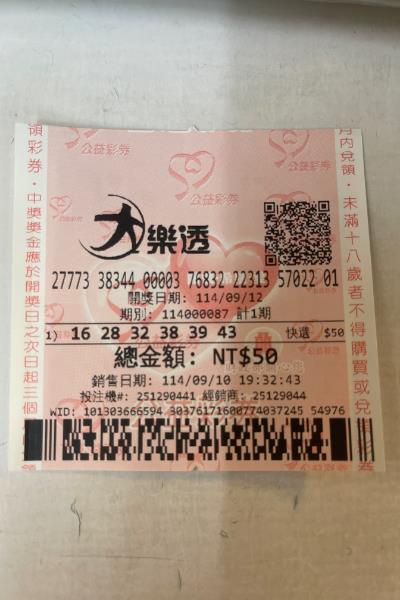 公益彩券
公益彩券
大樂透
27773 38344 00003 76832 22313 57022 01
開獎日期: 114/09/12
期別: 114000087 計1期
1) 16 28 32 38 39 43 快選 $50
總金額: NT$50
銷售日期: 114/09/10 19:32:43
投注機#: 251290441 經銷商: 25129044
WID: 101303666594 30376171600774037245 54976
領彩券·中獎獎金應於開獎日之次日起三個
月內兌領·未滿十八歲者不得購買或兌